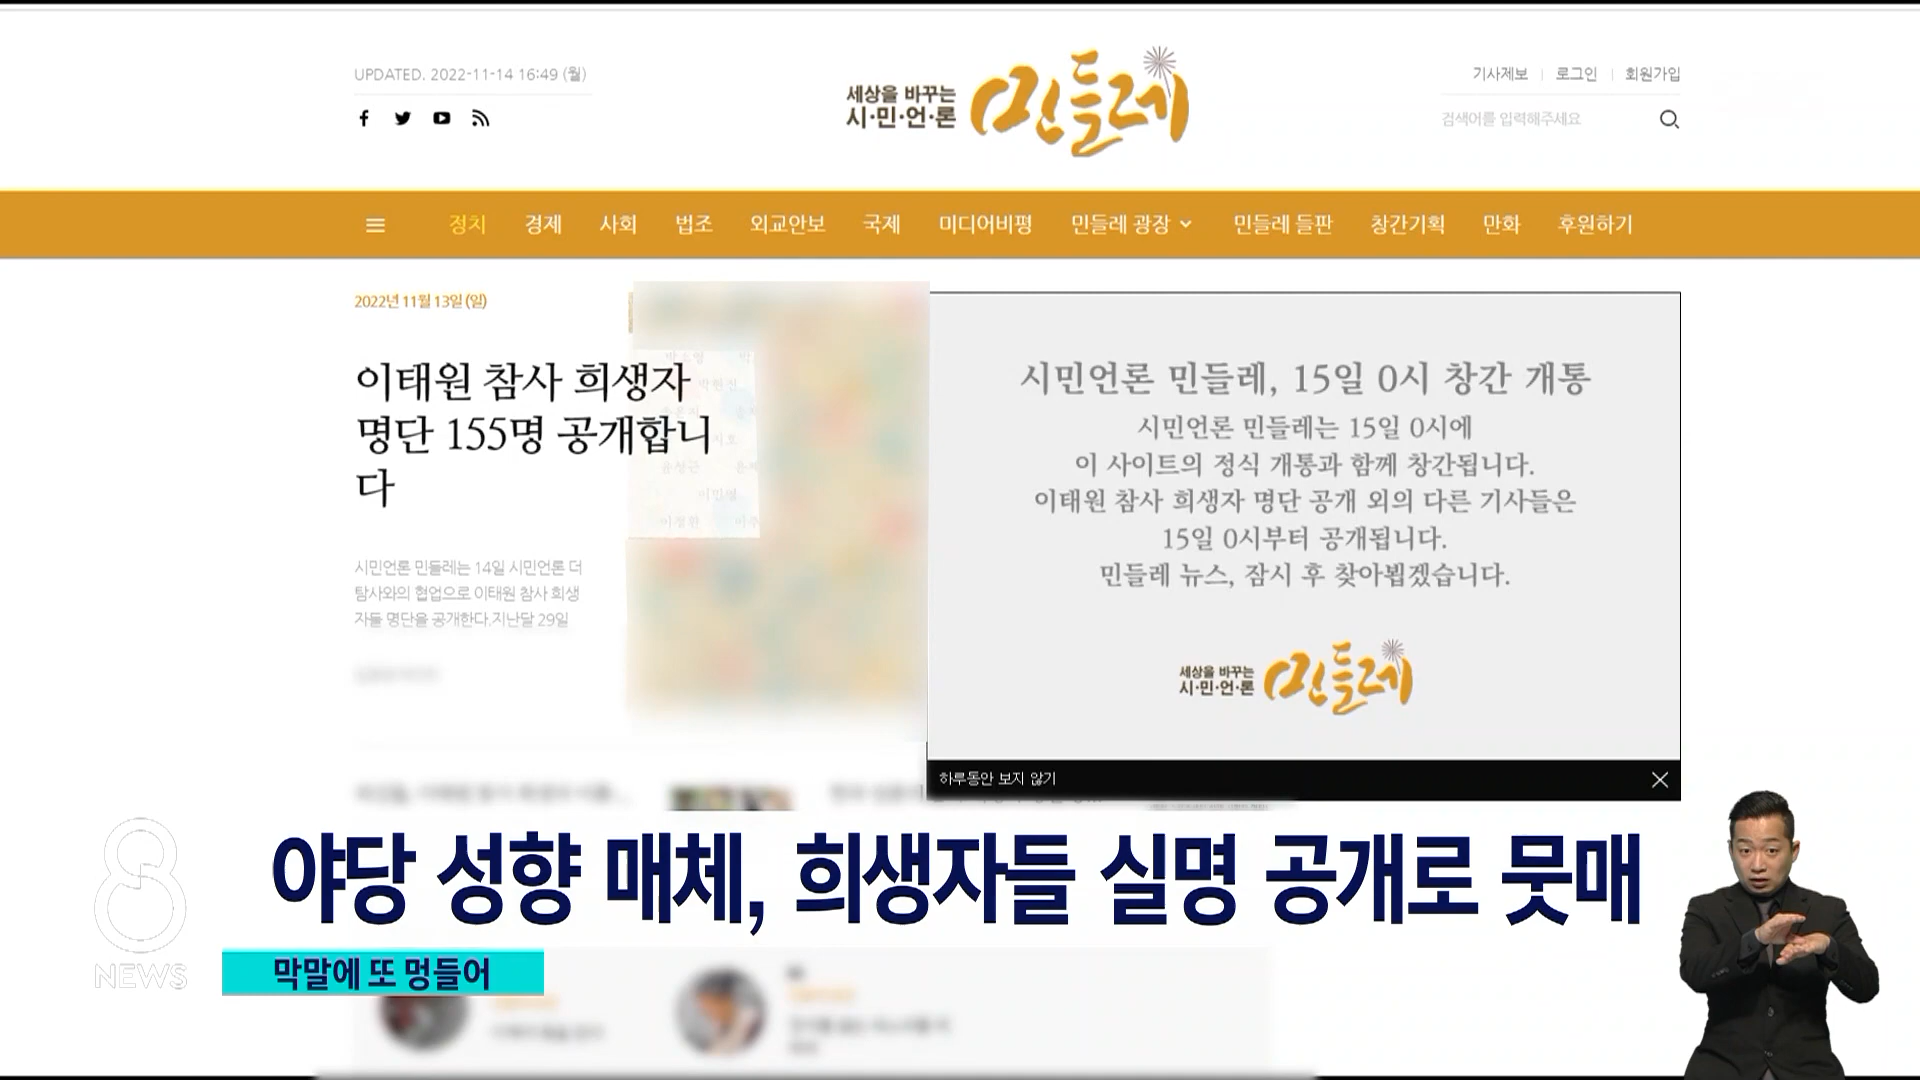 UPDATED. 2022-11-14 16:49 (월)
세상을 바꾸는
시·민·언·론
민들레
기사제보 로그인 회원가입
검색어를 입력해주세요
정치 경제 사회 법조 외교안보 국제 미디어비평 민들레 광장 민들레 들판 창간기획 만화 후원하기
2022년 11월 13일 (일)
이태원 참사 희생자
명단 155명 공개합니
다
시민언론 민들레는 14일 시민언론 더
탐사와의 협업으로 이태원 참사 희생
자들 명단을 공개한다.지난달 29일
시민언론 민들레, 15일 0시 창간 개통
시민언론 민들레는 15일 0시에
이 사이트의 정식 개통과 함께 창간됩니다.
이태원 참사 희생자 명단 공개 외의 다른 기사들은
15일 0시부터 공개됩니다.
민들레 뉴스, 잠시 후 찾아뵙겠습니다.
세상을 바꾸는
시·민·언·론
민들레
하루동안 보지 않기
야당 성향 매체, 희생자들 실명 공개로 뭇매
8
NEWS
막말에 또 멍들어